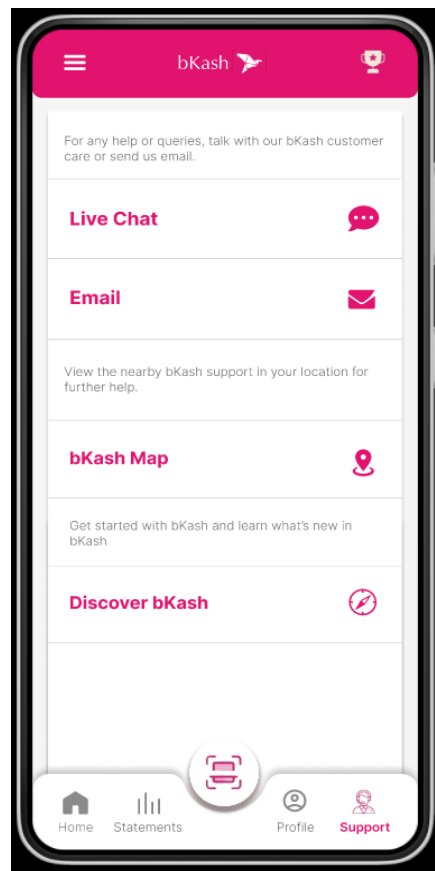 bKash
For any help or queries, talk with our bKash customer
care or send us email.
Live Chat
Email
View the nearby bKash support in your location for
further help.
bKash Map
Get started with bKash and learn what's new in
bKash
Discover bKash
Home
Statements
Profile
Support